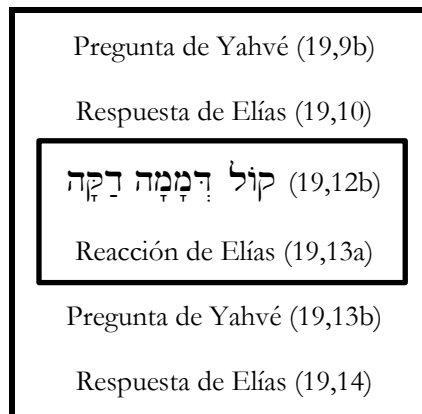 Pregunta de Yahvé (19,9b)
Respuesta de Elías (19,10)
קוֹל דְּמָמָה דַקָּה (19,12b)
Reacción de Elías (19,13a)
Pregunta de Yahvé (19,13b)
Respuesta de Elías (19,14)